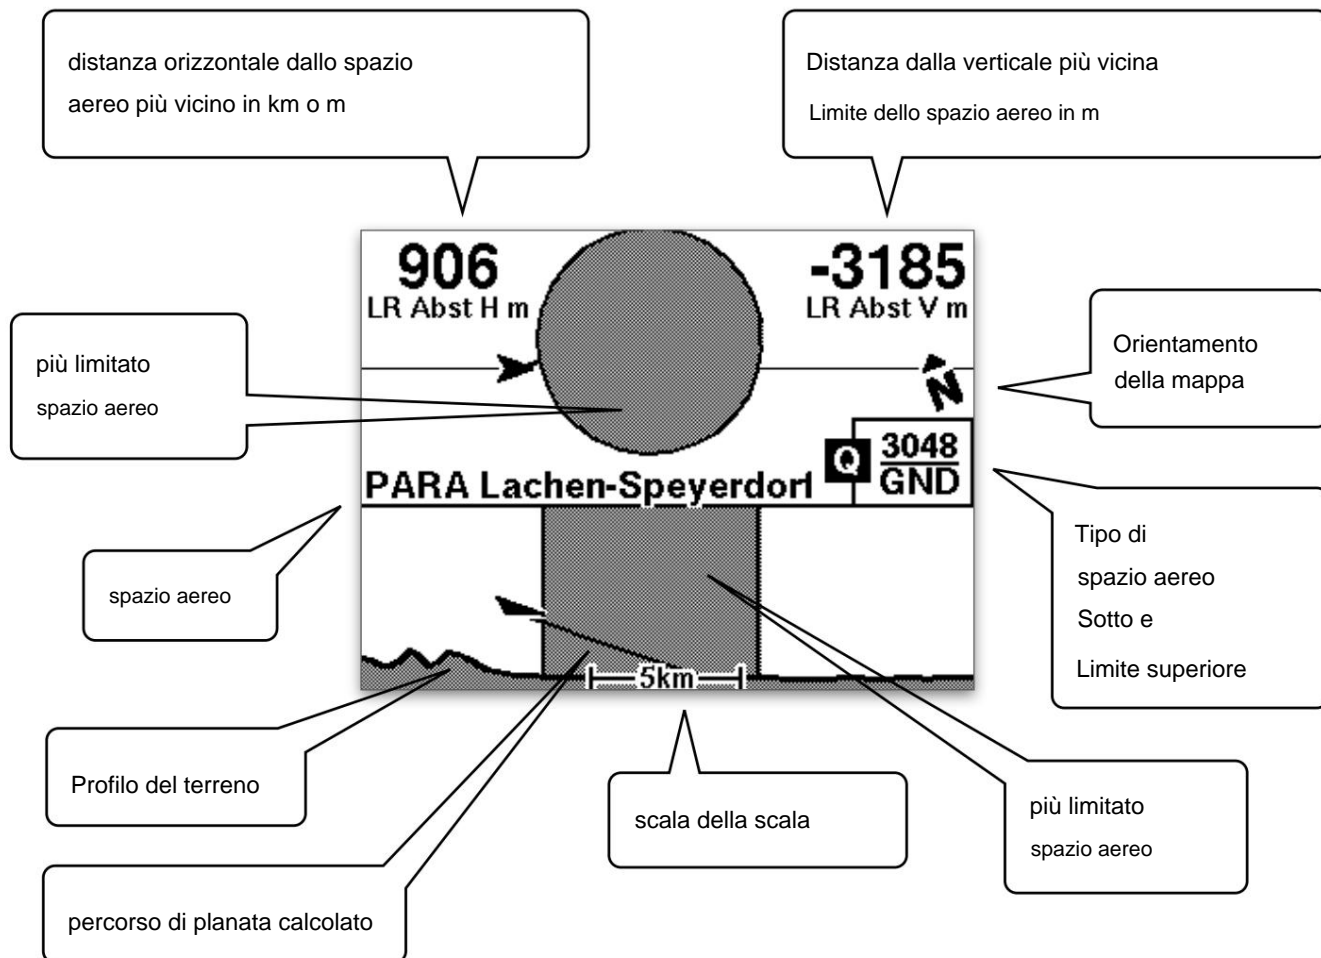 distanza orizzontale dallo spazio
aereo più vicino in km o m
Distanza dalla verticale più vicina
Limite dello spazio aereo in m
906
LR Abst H m
-3185
LR Abst V m
più limitato
spazio aereo
Orientamento
della mappa
N
Q
3048
GND
PARA Lachen-Speyerdorf
spazio aereo
Tipo di
spazio aereo
Sotto e
Limite superiore
5km
Profilo del terreno
scala della scala
più limitato
spazio aereo
percorso di planata calcolato